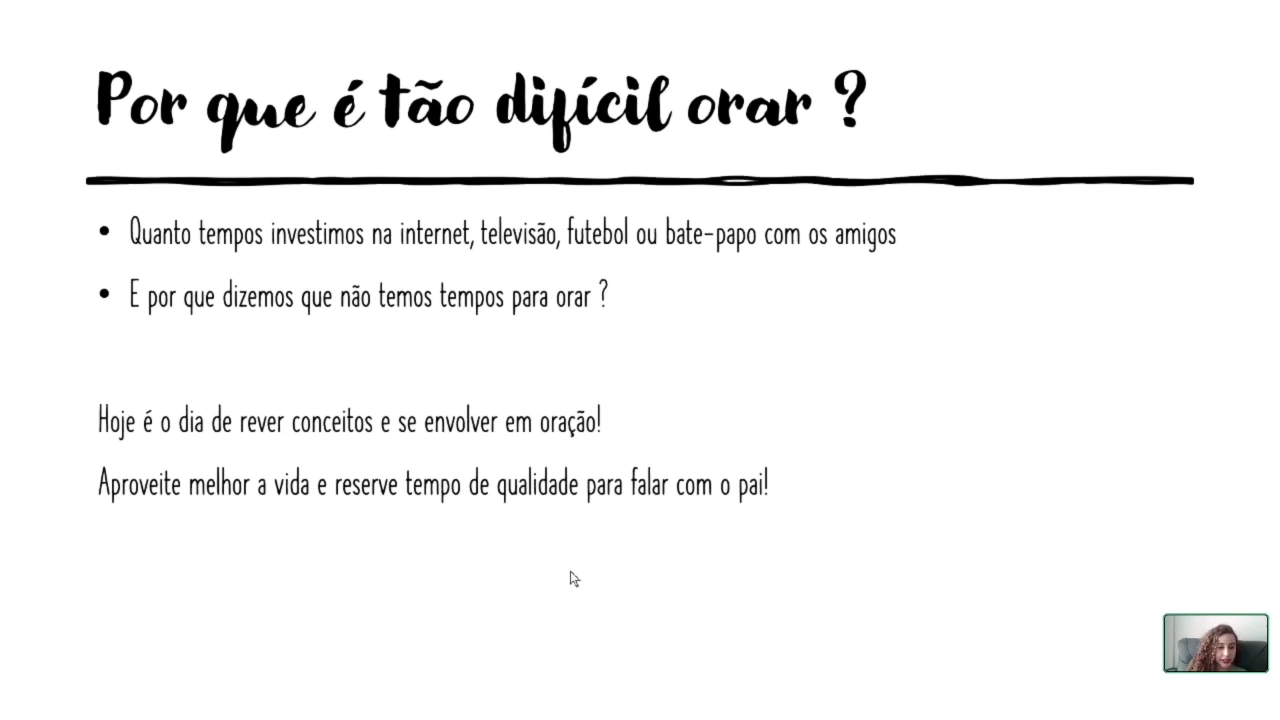 Por que é tão difícil orar ?
• Quanto tempos investimos na internet, televisão, futebol ou bate-papo com os amigos
• E por que dizemos que não temos tempos para orar ?
Hoje é o dia de rever conceitos e se envolver em oração!
Aproveite melhor a vida e reserve tempo de qualidade para falar com o pai!